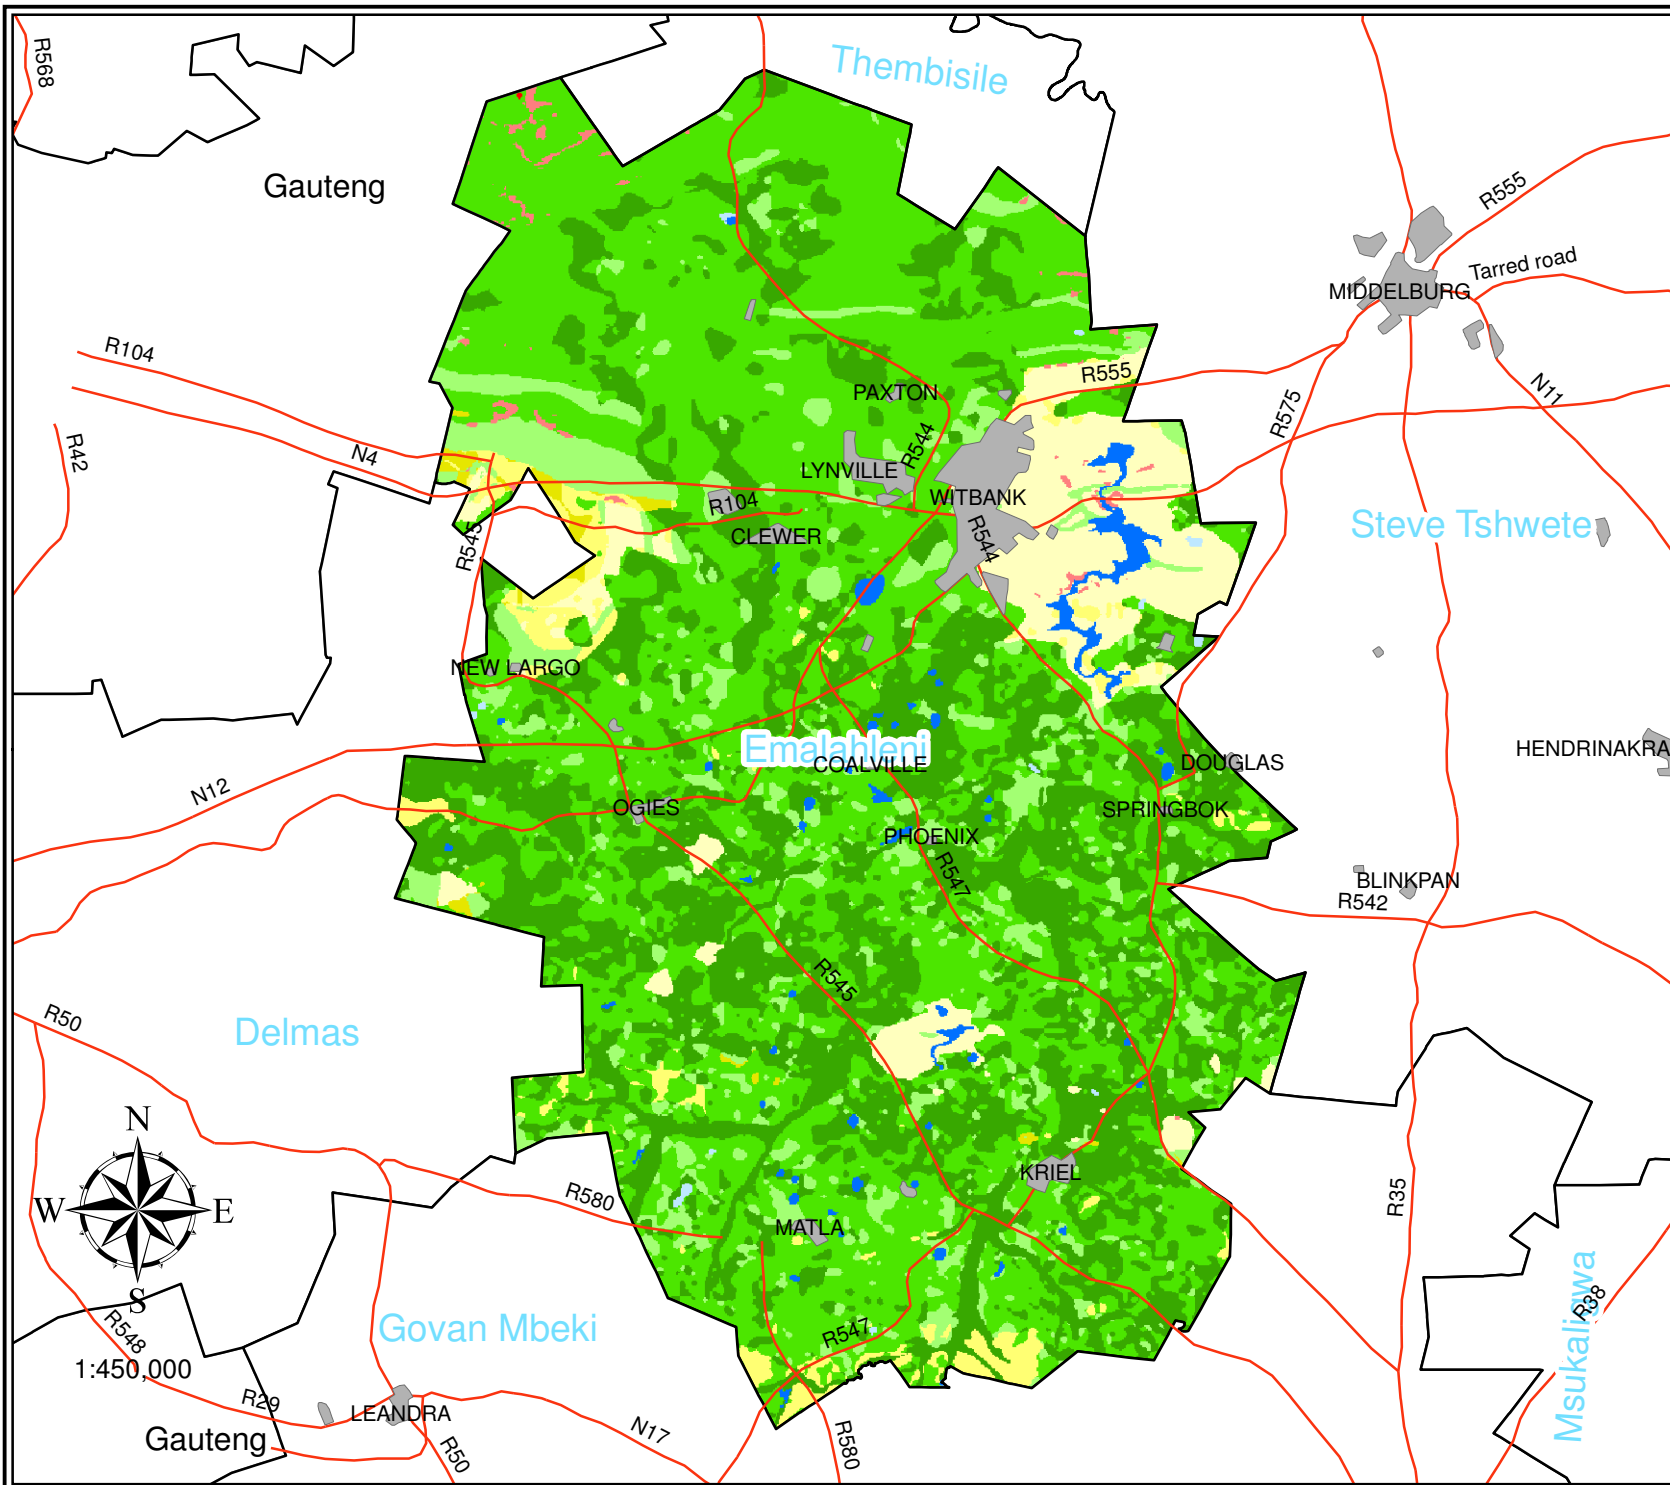 R568
Thembisile
Gauteng
R555
Tarred road
MIDDELBURG
R104
R555
PAXTON
N11
R575
R42
N4
R544
LYNVILLE
WITBANK
R104
CLEWER
R544
R545
Steve Tshwete
NEW LARGO
Emalahleni
COALVILLE
DOUGLAS
HENDRINAKRA
N12
OGIES
SPRINGBOK
PHOENIX
R547
BLINKPAN
R542
R545
R50
Delmas
N
W
E
S
KRIEL
R580
R35
MATLA
Msukaligwa
R38
R548
Govan Mbeki
R547
1:450,000
R29
LEANDRA
Gauteng
R50
N17
R580